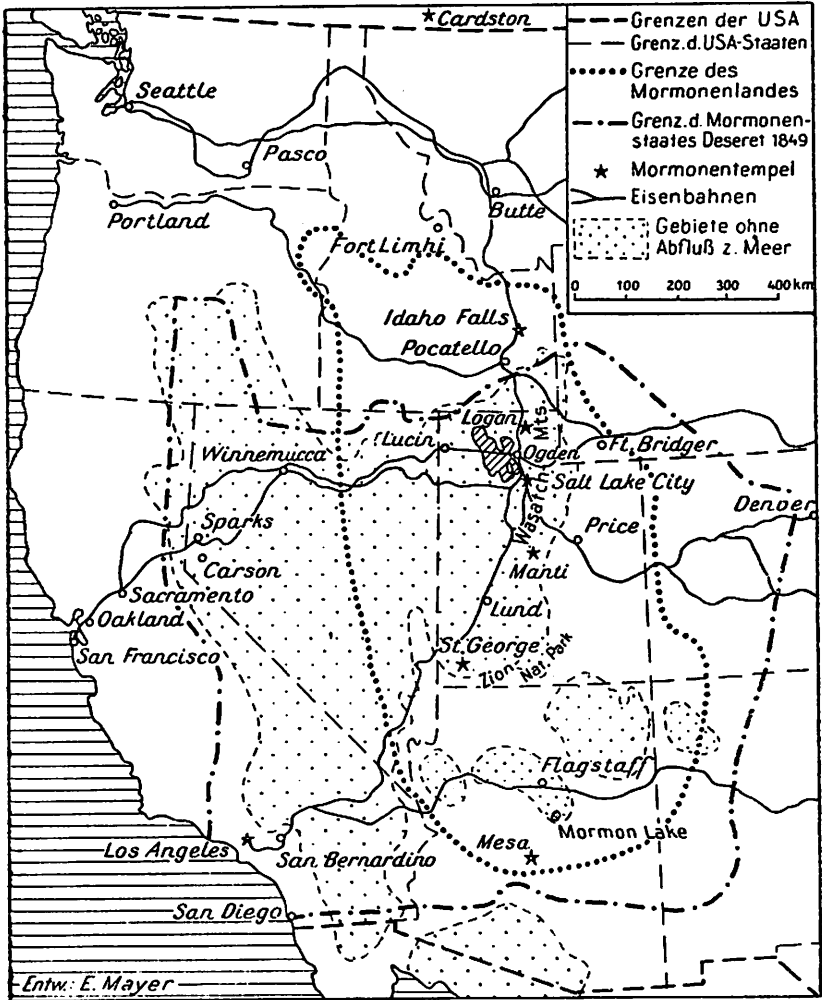 Cardston
Grenzen der USA
Grenz.d.USA-Staaten
Grenze des
Mormonenlandes
Grenz.d.Mormonen-
staates Deseret 1849
Mormonentempel
Eisenbahnen
Gebiete ohne
Abfluß z. Meer
0 100 200 400 km
Seattle
Pasco
Portland
Butte
Fort Limhi
Idaho Falls
Pocatello
Logan
Wasatch Mts.
Lucin
Ogden
Ft. Bridger
Winnemucca
Salt Lake City
Denver
Sparks
Price
Carson
Manti
Sacramento
Lund
Oakland
St. George
San Francisco
Zion-
Nat. Park
Flagstaff
Mormon Lake
Los Angeles
San Bernardino
Mesa
San Diego
Entw.: E. Mayer